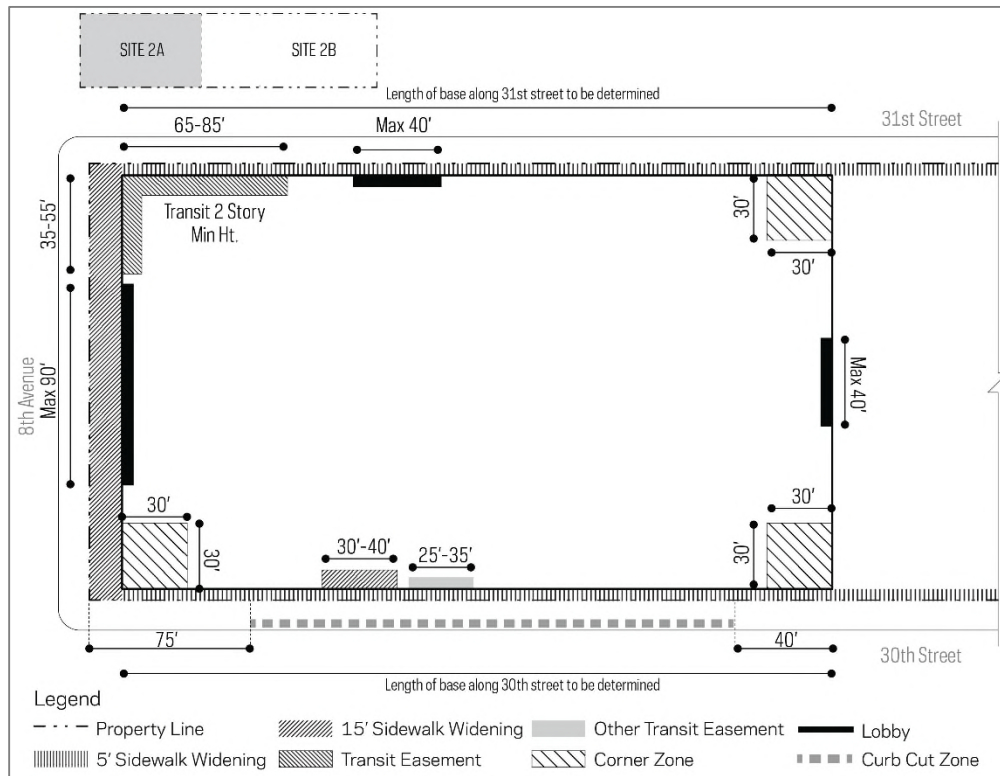 SITE 2A
SITE 2B
Length of base along 31st street to be determined
31st Street
65-85'
Max 40'
35-55'
Transit 2 Story
Min Ht.
30'
30'
8th Avenue
Max 90'
Max 40'
30'
30'
30'
30'
30'-40'
25'-35'
75'
40'
30th Street
Length of base along 30th street to be determined
Legend
Property Line
15' Sidewalk Widening
Other Transit Easement
Lobby
5' Sidewalk Widening
Transit Easement
Corner Zone
Curb Cut Zone